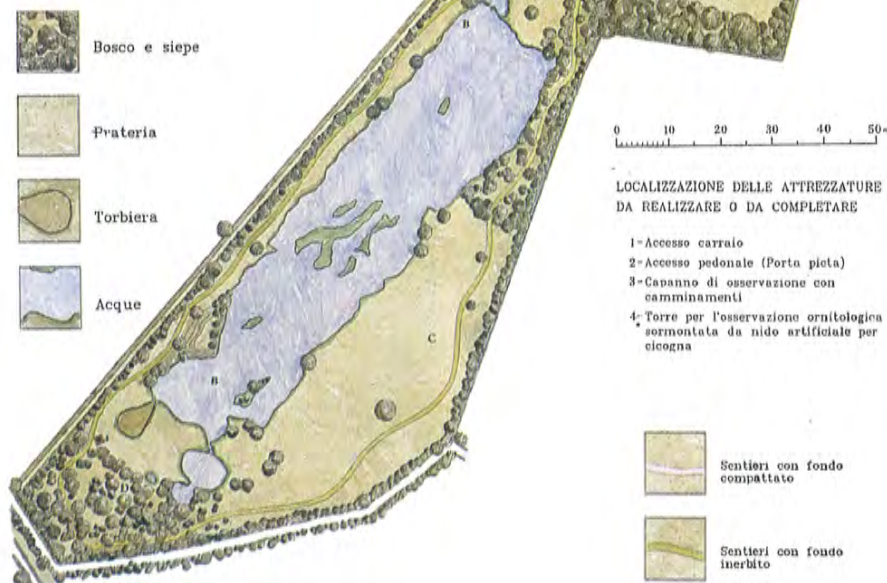 Bosco e siepe
Prateria
Torbiera
Acque
B
C
B
D
0 10 20 30 40 50m
LOCALIZZAZIONE DELLE ATTREZZATURE
DA REALIZZARE O DA COMPLETARE
1-Accesso carraio
2-Accesso pedonale (Porta picta)
3-Capanno di osservazione con
camminamenti
4-Torre per l'osservazione ornitologica
sormontata da nido artificiale per
cicogna
Sentieri con fondo
compattato
Sentieri con fondo
inerbito